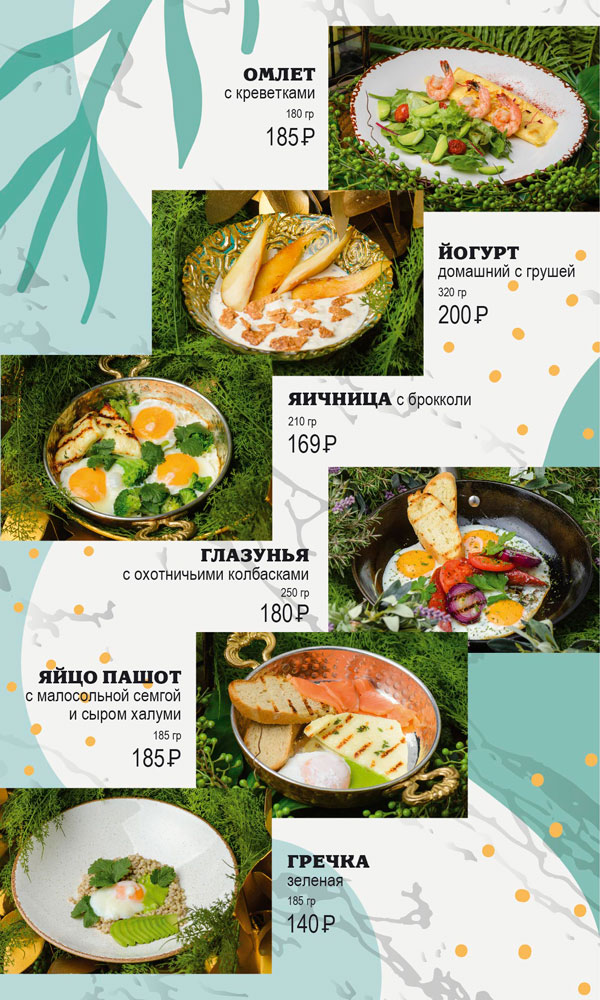 ОМЛЕТ
с креветками
180 гр
185₽
ЙОГУРТ
домашний с грушей
320 гр
200₽
ЯИЧНИЦА с брокколи
210 гр
169₽
ГЛАЗУНЬЯ
с охотничьими колбасками
250 гр
180₽
ЯЙЦО ПАШОТ
с малосольной семгой
и сыром халуми
185 гр
185₽
ГРЕЧКА
зеленая
185 гр
140₽